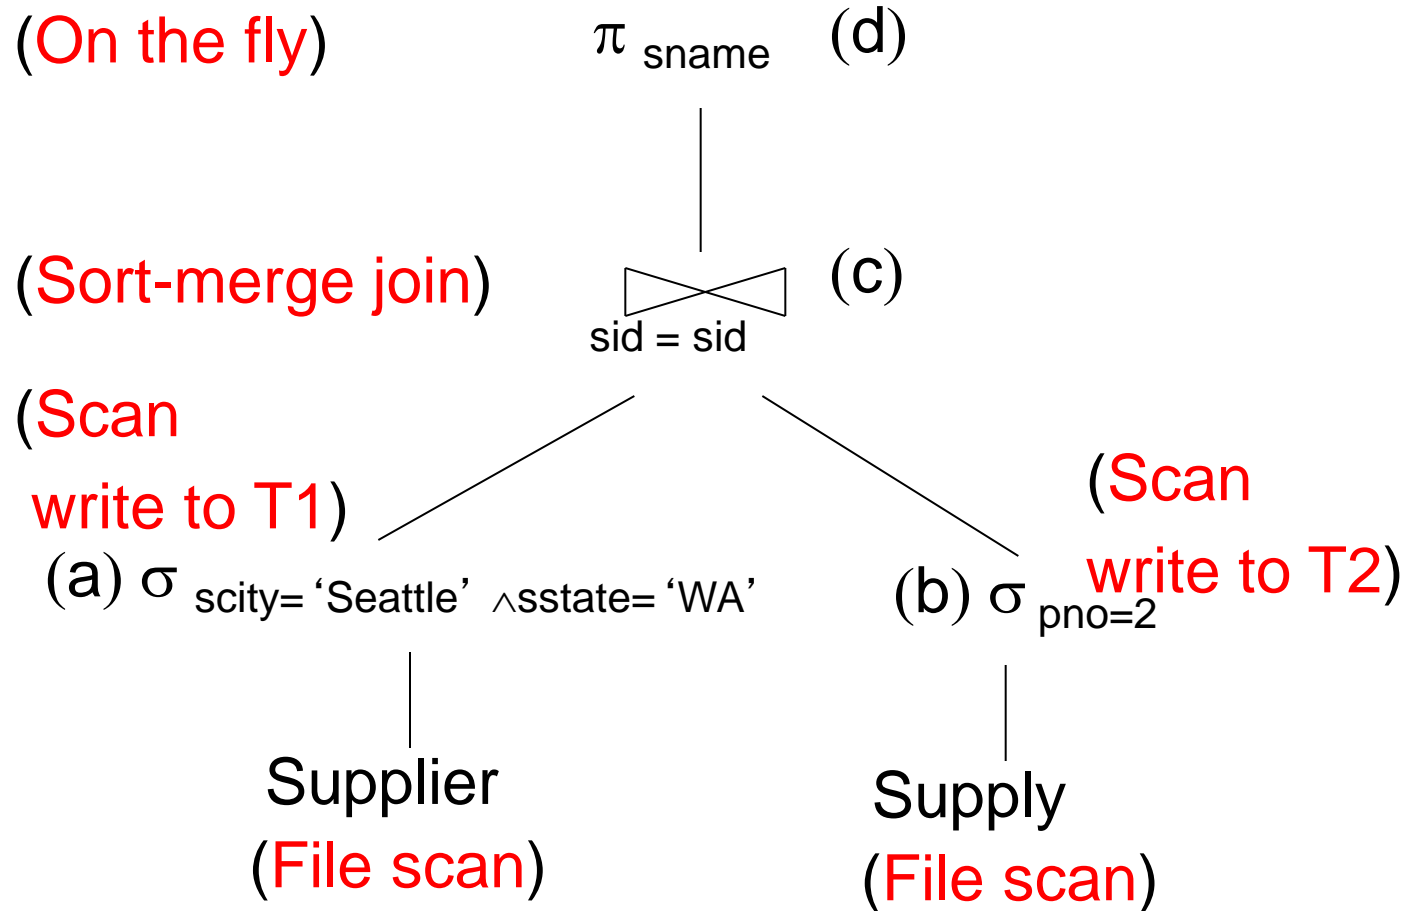 (On the fly) π sname (d)
(Sort-merge join) (c)
sid = sid
(Scan
write to T1)
(Scan
write to T2)
(a) σ scity= ‘Seattle’ ∧sstate= ‘WA’
(b) σ pno=2
Supplier
(File scan)
Supply
(File scan)